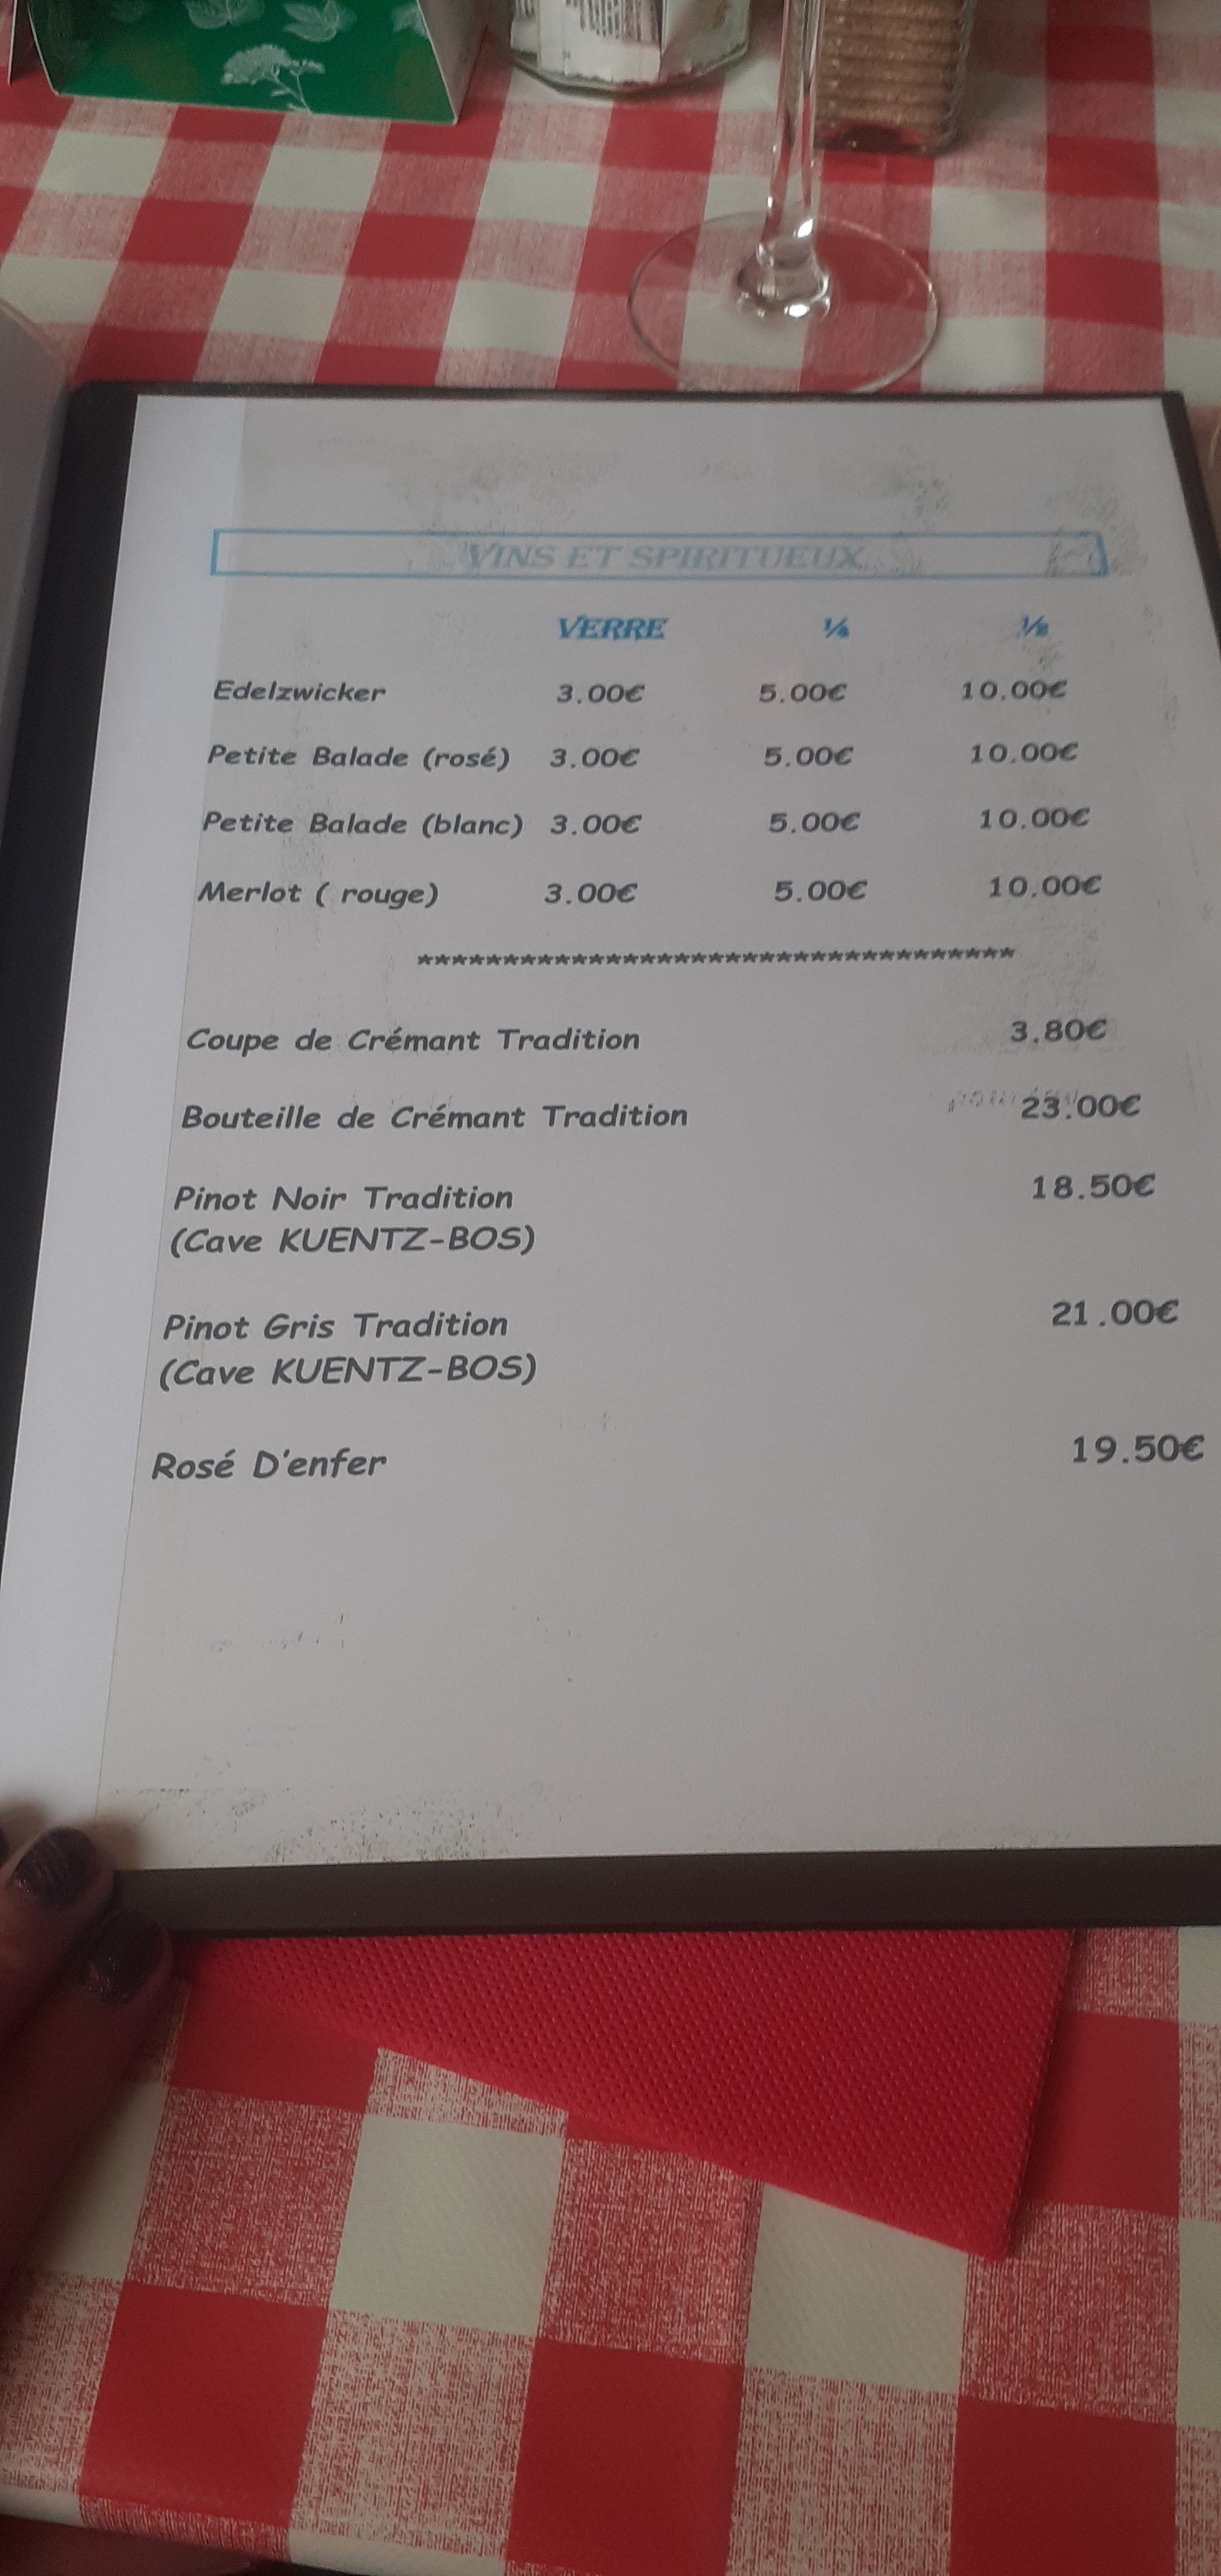 VINS ET SPIRITUEUX
VERRE ¼ ½
Edelzwicker 3.00€ 5.00€ 10.00€
Petite Balade (rosé) 3.00€ 5.00€ 10.00€
Petite Balade (blanc) 3.00€ 5.00€ 10.00€
Merlot ( rouge) 3.00€ 5.00€ 10.00€
***********************************
Coupe de Crémant Tradition 3.80€
Bouteille de Crémant Tradition 23.00€
Pinot Noir Tradition 18.50€
(Cave KUENTZ-BOS)
Pinot Gris Tradition 21.00€
(Cave KUENTZ-BOS)
Rosé D'enfer 19.50€